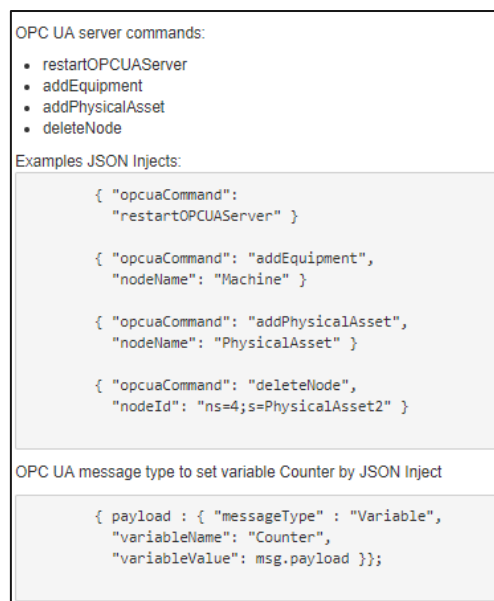 OPC UA server commands:
• restartOPCUAServer
• addEquipment
• addPhysicalAsset
• deleteNode
Examples JSON Injects:
{ "opcuaCommand":
"restartOPCUAServer" }
{ "opcuaCommand": "addEquipment",
"nodeName": "Machine" }
{ "opcuaCommand": "addPhysicalAsset",
"nodeName": "PhysicalAsset" }
{ "opcuaCommand": "deleteNode",
"nodeId": "ns=4;s=PhysicalAsset2" }
OPC UA message type to set variable Counter by JSON Inject
{ payload : { "messageType" : "Variable",
"variableName": "Counter",
"variableValue": msg.payload }};